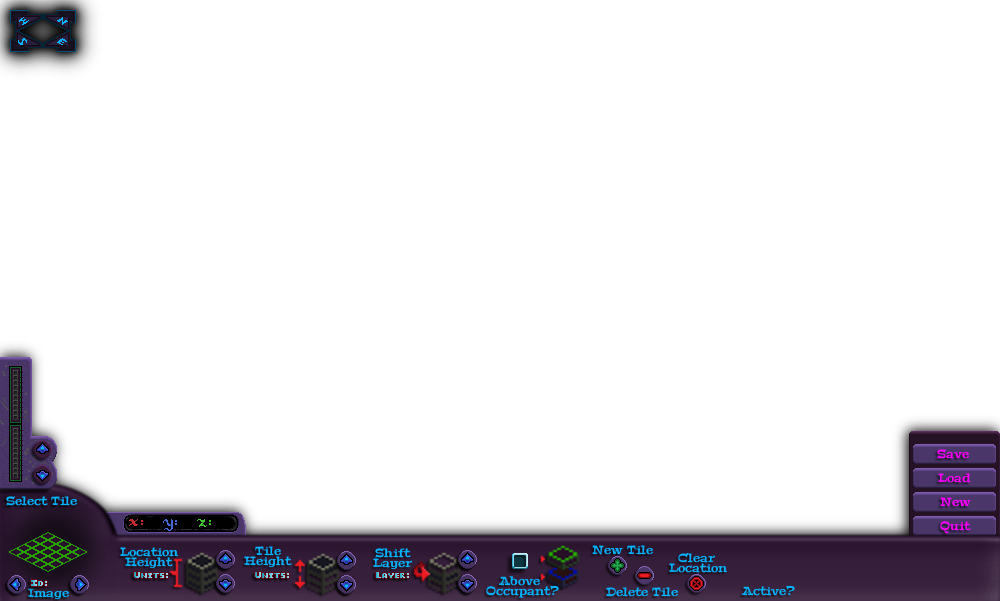 W N
S E
Save
Load
New
Quit
Select Tile
X: Y: Z:
Location
Height
Units:
Tile
Height
Units:
Shift
Layer
Layer:
Above
Occupant?
New Tile
Delete Tile
Clear
Location
Active?
ID:
Image